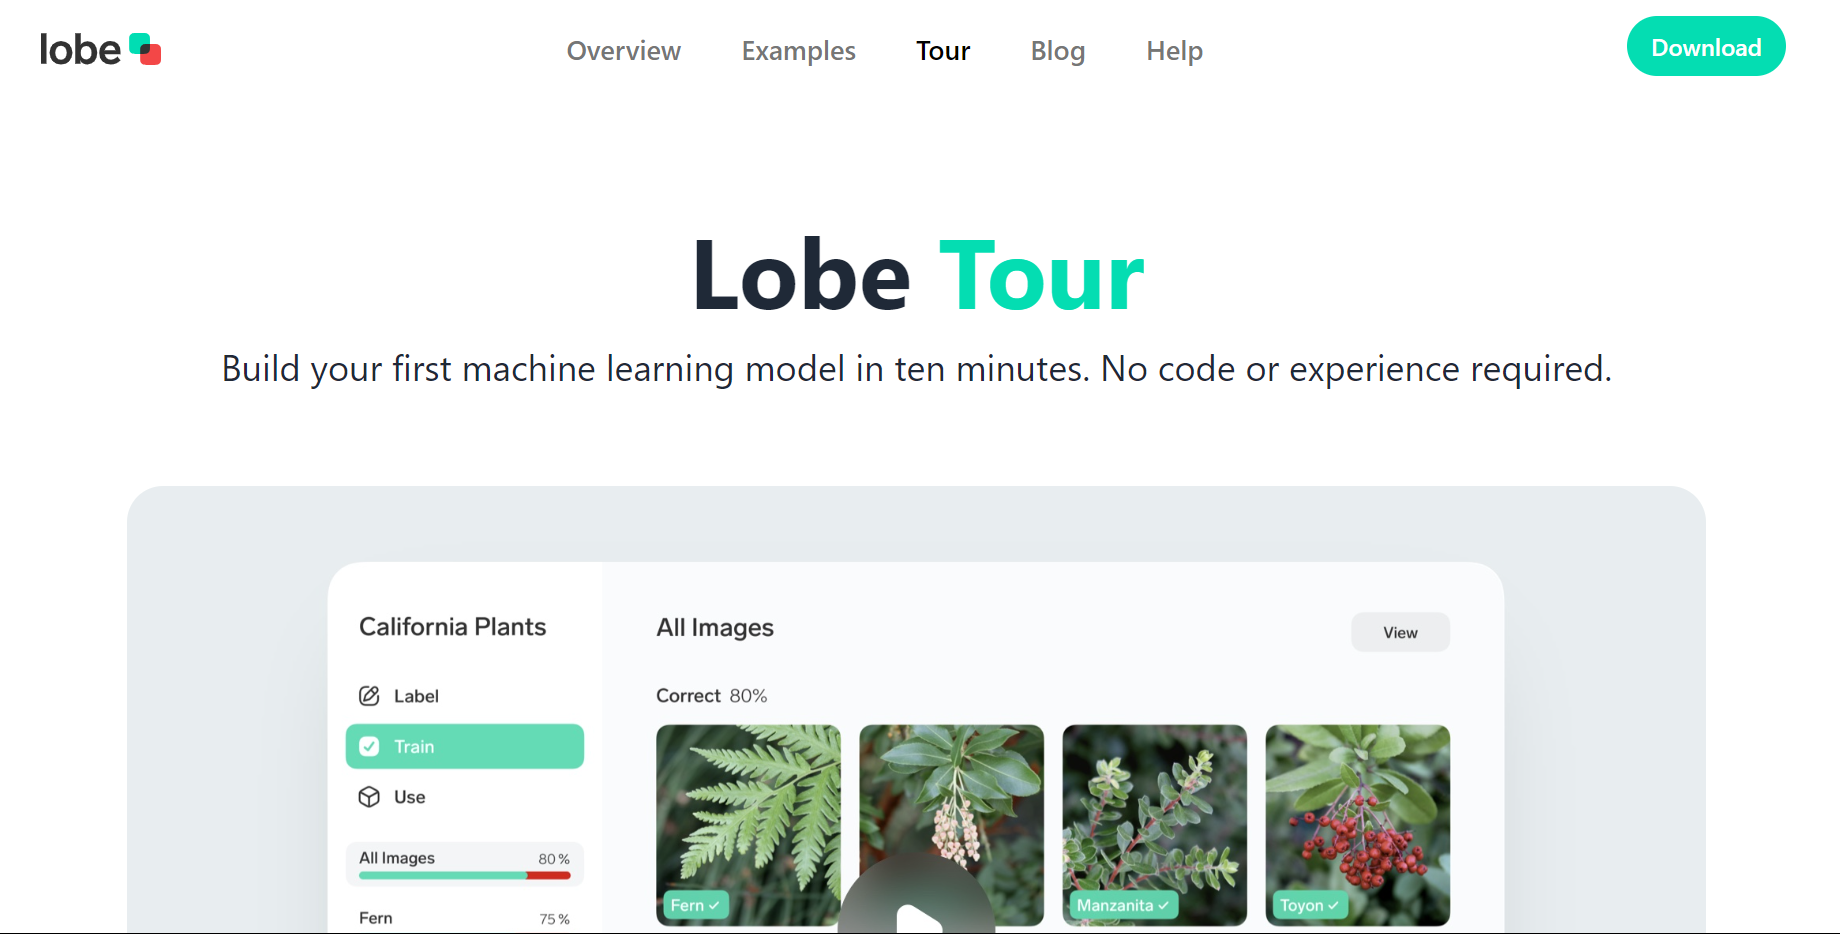 lobe
Overview Examples Tour Blog Help
Download
Lobe Tour
Build your first machine learning model in ten minutes. No code or experience required.
California Plants
Label
Train
Use
All Images 80%
Fern 75%
All Images
View
Correct 80%
Fern
Manzanita
Toyon